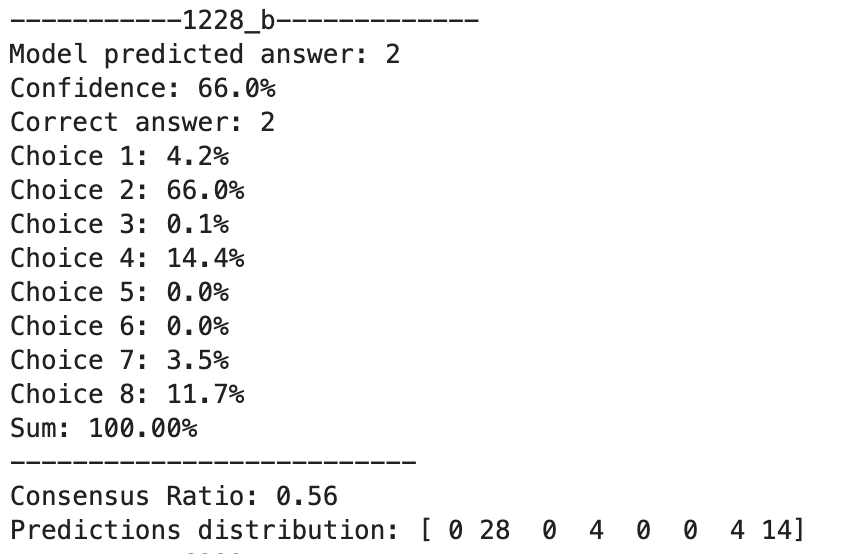 -----------1228_b-------------
Model predicted answer: 2
Confidence: 66.0%
Correct answer: 2
Choice 1: 4.2%
Choice 2: 66.0%
Choice 3: 0.1%
Choice 4: 14.4%
Choice 5: 0.0%
Choice 6: 0.0%
Choice 7: 3.5%
Choice 8: 11.7%
Sum: 100.00%
--------------------------
Consensus Ratio: 0.56
Predictions distribution: [ 0 28  0  4  0  0  4 14]